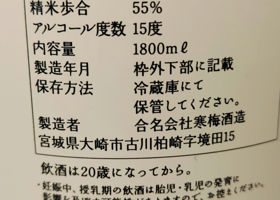 精米歩合 55%
アルコール度数 15度
内容量 1800mℓ
製造年月 枠外下部に記載
保存方法 冷蔵庫にて
保管してください。
製造者 合名会社寒梅酒造
宮城県大崎市古川柏崎字境田15
飲酒は20歳になってから。
妊娠中、授乳期の飲酒は胎児・乳児の発育に